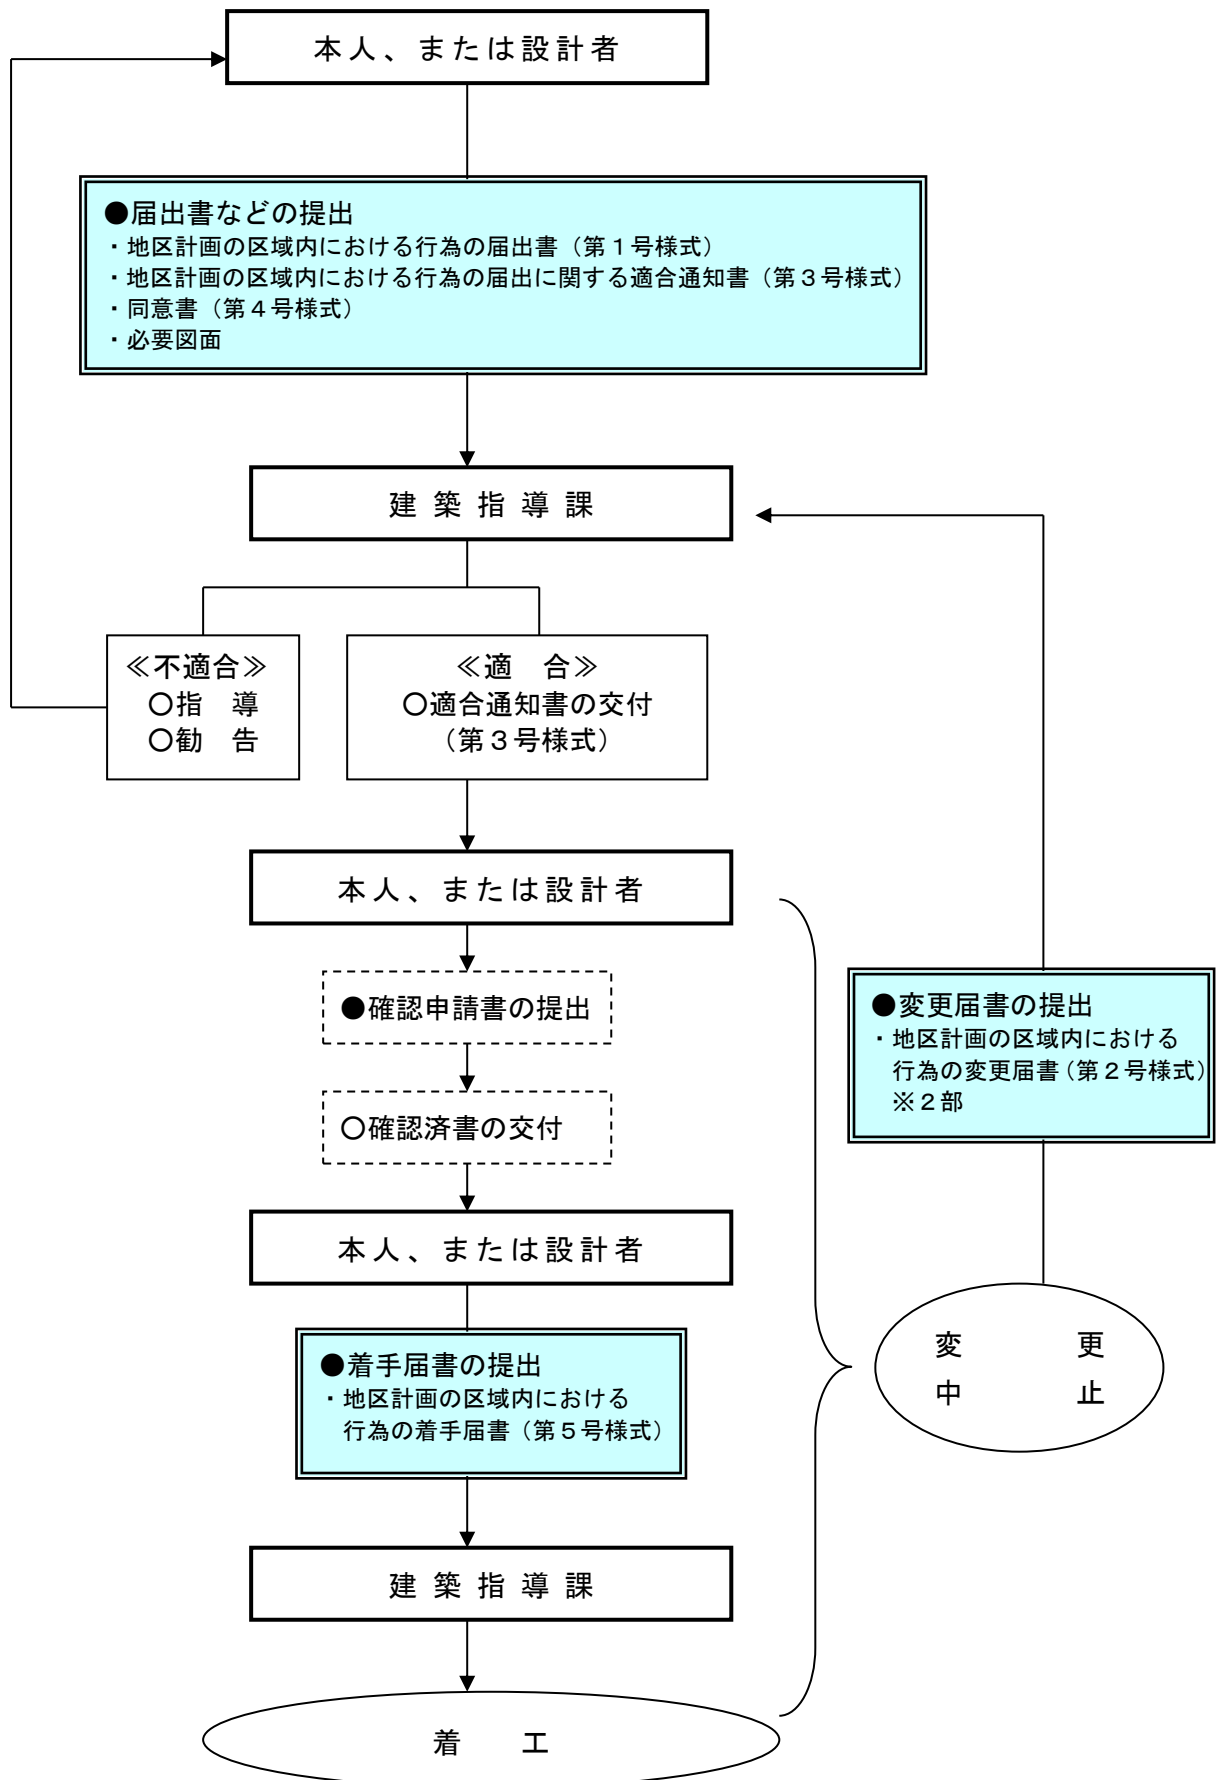 本人、または設計者
●届出書などの提出
・地区計画の区域内における行為の届出書（第１号様式）
・地区計画の区域内における行為の届出に関する適合通知書（第３号様式）
・同意書（第４号様式）
・必要図面
建築指導課
≪不適合≫
○指　導
○勧　告
≪適　合≫
○適合通知書の交付
（第３号様式）
本人、または設計者
●確認申請書の提出
○確認済書の交付
本人、または設計者
●着手届書の提出
・地区計画の区域内における
行為の着手届書（第５号様式）
建築指導課
着　工
●変更届書の提出
・地区計画の区域内における
行為の変更届書（第２号様式）
※２部
変　更
中　止